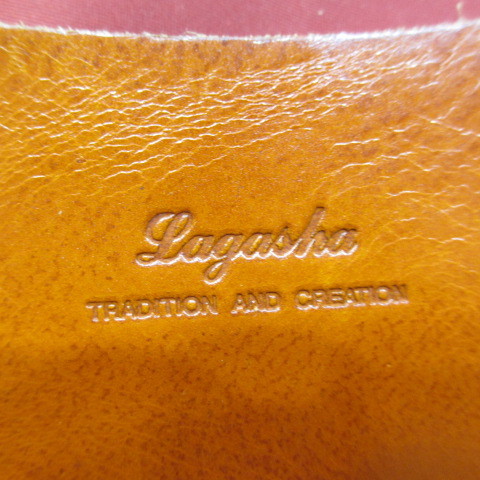 Lagasha
TRADITION AND CREATION